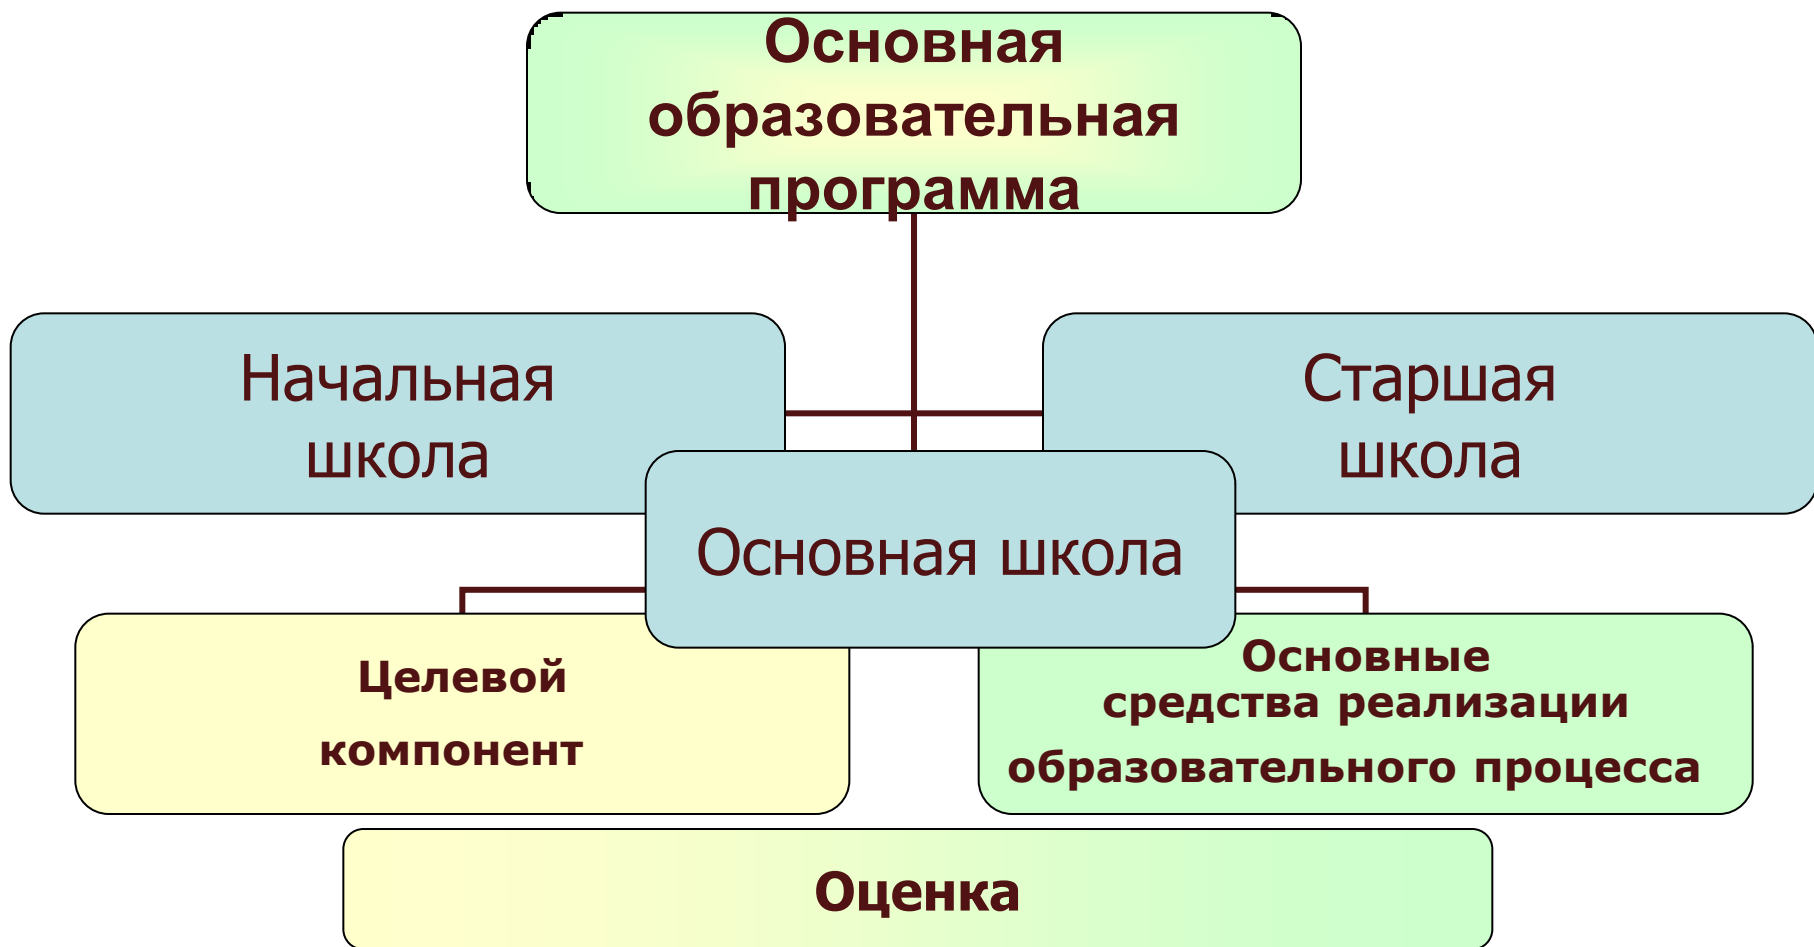 Основная
образовательная
программа
Начальная
школа
Старшая
школа
Основная школа
Целевой
компонент
Основные
средства реализации
образовательного процесса
Оценка